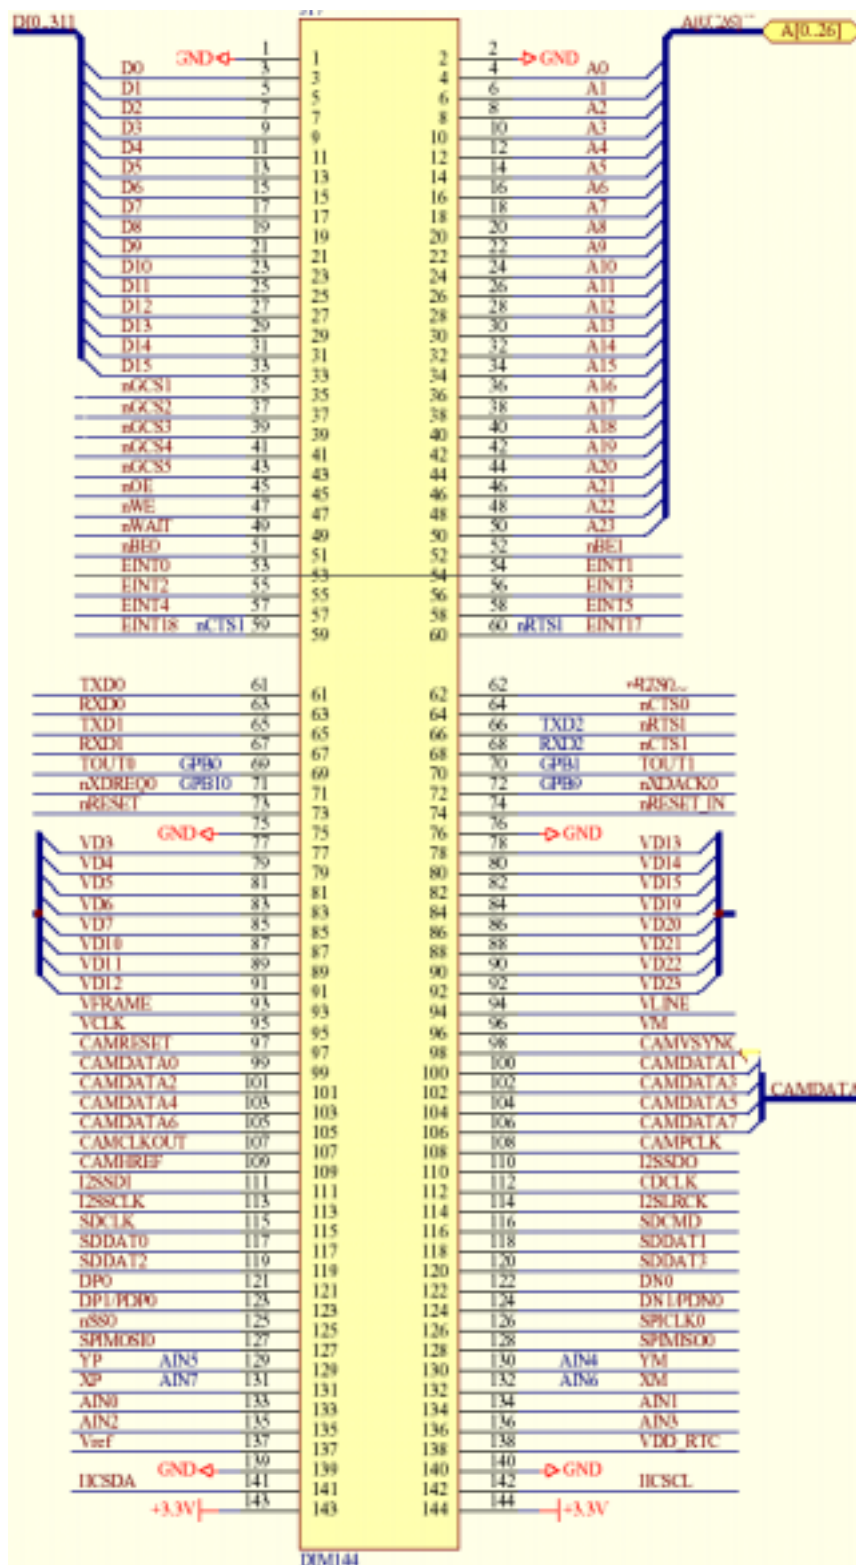 D[0..31] A[0..26] A[0..26]
GND 1 1 2 2 GND
D0 3 3 4 4 A0
D1 5 5 6 6 A1
D2 7 7 8 8 A2
D3 9 9 10 10 A3
D4 11 11 12 12 A4
D5 13 13 14 14 A5
D6 15 15 16 16 A6
D7 17 17 18 18 A7
D8 19 19 20 20 A8
D9 21 21 22 22 A9
D10 23 23 24 24 A10
D11 25 25 26 26 A11
D12 27 27 28 28 A12
D13 29 29 30 30 A13
D14 31 31 32 32 A14
D15 33 33 34 34 A15
nGCS1 35 35 36 36 A16
nGCS2 37 37 38 38 A17
nGCS3 39 39 40 40 A18
nGCS4 41 41 42 42 A19
nGCS5 43 43 44 44 A20
nOE 45 45 46 46 A21
nWE 47 47 48 48 A22
nWAIT 49 49 50 50 A23
nBE0 51 51 52 52 nBE1
EINT0 53 53 54 54 EINT1
EINT2 55 55 56 56 EINT3
EINT4 57 57 58 58 EINT5
EINT18 nCTS1 59 59 60 60 nRTS1 EINT17
TXD0 61 61 62 62
RXD0 63 63 64 64 nCTS0
TXD1 65 65 66 66 TXD2 nRTS1
RXD1 67 67 68 68 RXD2 nCTS1
TOUT0 GPB0 69 69 70 70 GPB1 TOUT1
nXDREQ0 GPB10 71 71 72 72 GPB9 nXDACK0
nRESET 73 73 74 74 nRESET_IN
GND 75 75 76 76 GND
VD3 77 77 78 78 VD13
VD4 79 79 80 80 VD14
VD5 81 81 82 82 VD15
VD6 83 83 84 84 VD19
VD7 85 85 86 86 VD20
VD10 87 87 88 88 VD21
VD11 89 89 90 90 VD22
VD12 91 91 92 92 VD23
VFRAME 93 93 94 94 VLINE
VCLK 95 95 96 96 VM
CAMRESET 97 97 98 98 CAMVSYNC
CAMDATA0 99 99 100 100 CAMDATA1
CAMDATA2 101 101 102 102 CAMDATA3 CAMDATA
CAMDATA4 103 103 104 104 CAMDATA5
CAMDATA6 105 105 106 106 CAMDATA7
CAMCLKOUT 107 107 108 108 CAMPCLK
CAMHREF 109 109 110 110 I2SSDO
I2SSDI 111 111 112 112 CDCLK
I2SSCLK 113 113 114 114 I2SLRCK
SDCLK 115 115 116 116 SDCMD
SDDAT0 117 117 118 118 SDDAT1
SDDAT2 119 119 120 120 SDDAT3
DP0 121 121 122 122 DN0
DP1/PDP0 123 123 124 124 DN1/PDN0
nSS0 125 125 126 126 SPICLK0
SPIMOSI0 127 127 128 128 SPIMISO0
YP AIN5 129 129 130 130 AIN4 YM
XP AIN7 131 131 132 132 AIN6 XM
AIN0 133 133 134 134 AIN1
AIN2 135 135 136 136 AIN3
Vref 137 137 138 138 VDD_RTC
GND 139 139 140 140 GND
IICSDA 141 141 142 142 IICSCL
+3.3V 143 143 144 144 +3.3V
DIM144